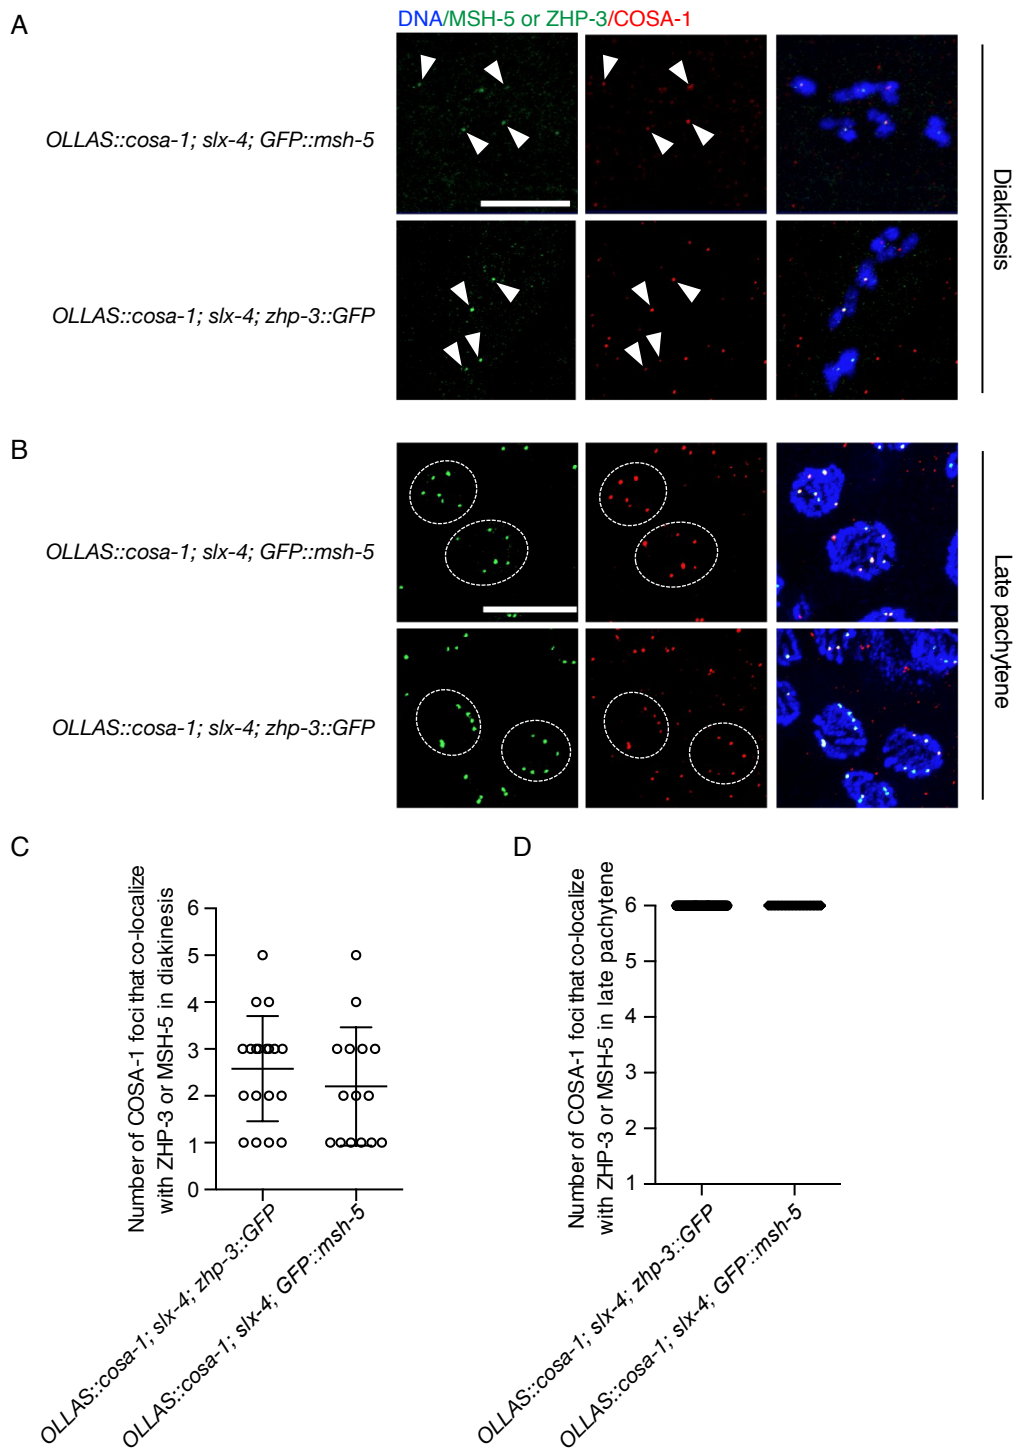 A
DNA/MSH-5 or ZHP-3/COSA-1
OLLAS::cosa-1; slx-4; GFP::msh-5
OLLAS::cosa-1; slx-4; zhp-3::GFP
Diakinesis
B
OLLAS::cosa-1; slx-4; GFP::msh-5
OLLAS::cosa-1; slx-4; zhp-3::GFP
Late pachytene
C
Number of COSA-1 foci that co-localize
with ZHP-3 or MSH-5 in diakinesis
6
5
4
3
2
1
0
OLLAS::cosa-1; slx-4; zhp-3::GFP
OLLAS::cosa-1; slx-4; GFP::msh-5
D
Number of COSA-1 foci that co-localize
with ZHP-3 or MSH-5 in late pachytene
6
5
4
3
2
1
OLLAS::cosa-1; slx-4; zhp-3::GFP
OLLAS::cosa-1; slx-4; GFP::msh-5